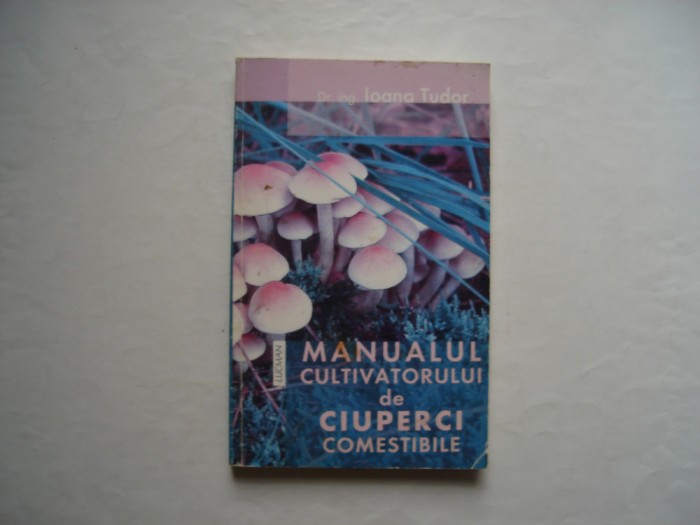 Dr. ing. Ioana Tudor
LUCMAN
MANUALUL
CULTIVATORULUI
de
CIUPERCI
COMESTIBILE